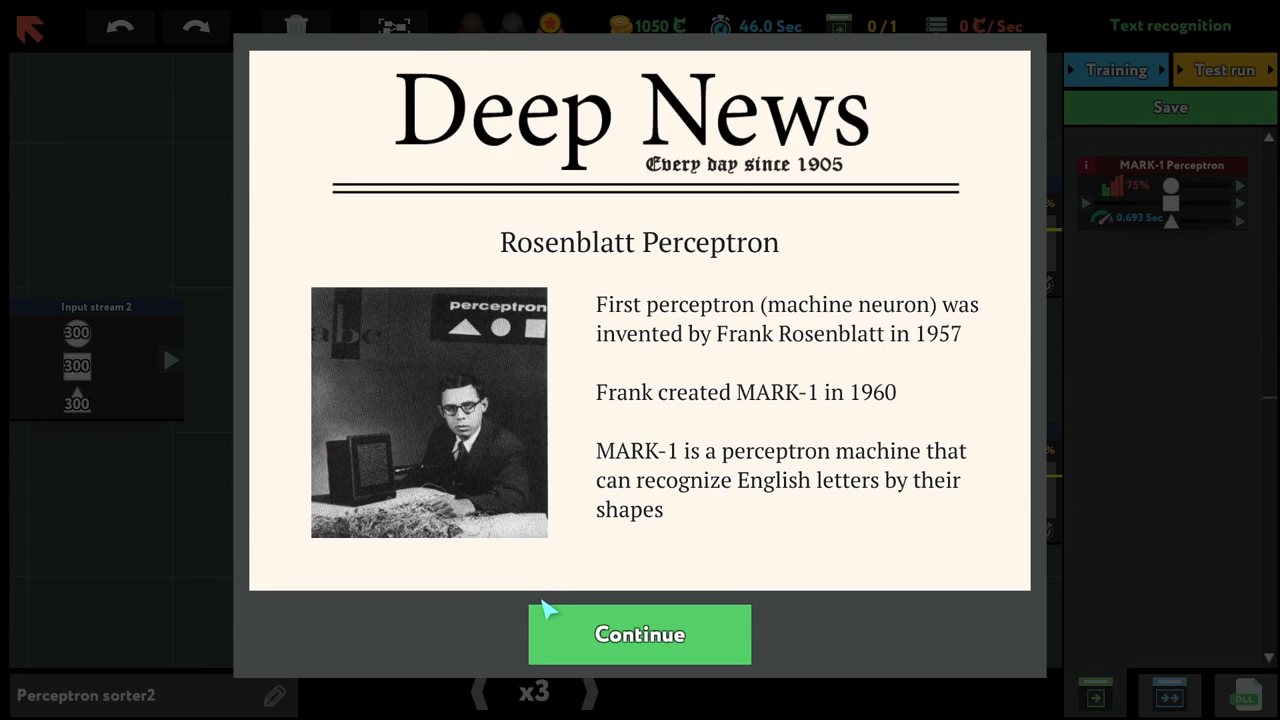 1050
46.0 Sec
0/1
0 /Sec
Text recognition
Training
Test run
Save
Deep News
Every day since 1905
Rosenblatt Perceptron
perceptron
abc
First perceptron (machine neuron) was
invented by Frank Rosenblatt in 1957
Frank created MARK-1 in 1960
MARK-1 is a perceptron machine that
can recognize English letters by their
shapes
Continue
Input stream 2
300
300
300
MARK-1 Perceptron
i
75%
0.693 Sec
%
%
Perceptron sorter2
x3
DLL